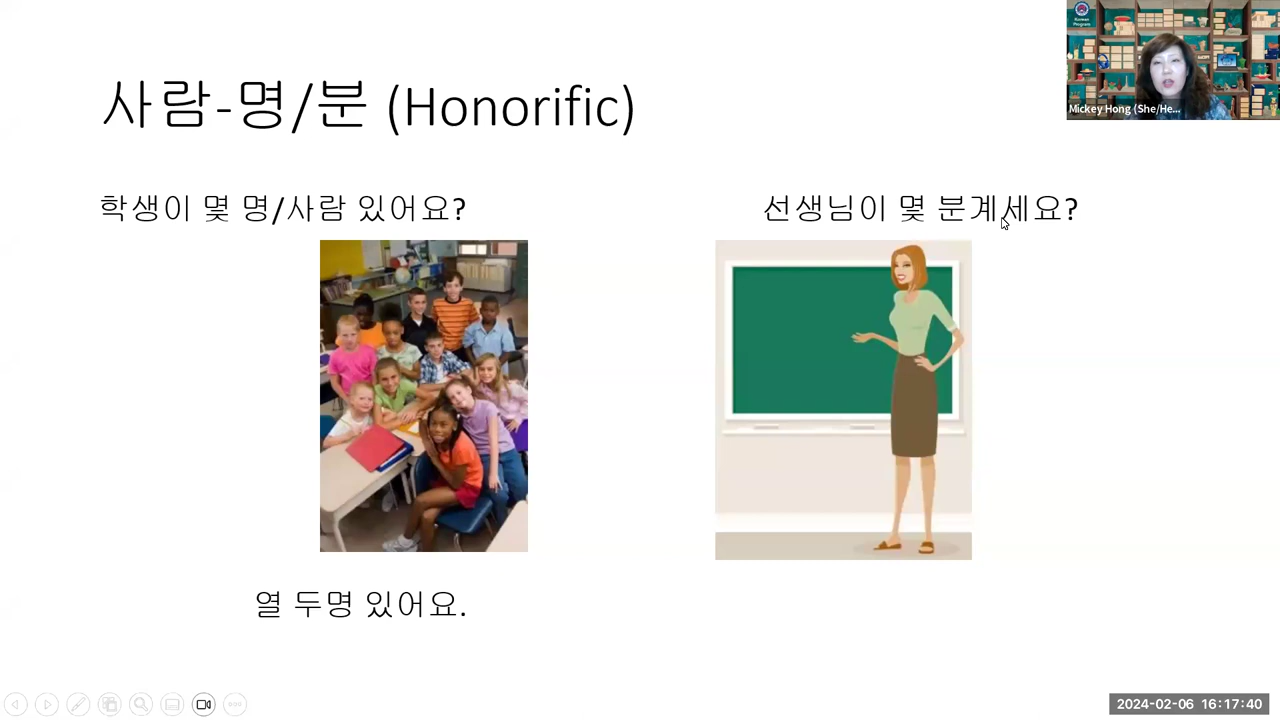 사람-명/분 (Honorific)
Korean
Program
Mickey Hong (She/He...
학생이 몇 명/사람 있어요?
선생님이 몇 분계세요?
열 두명 있어요.
2024-02-06 16:17:40